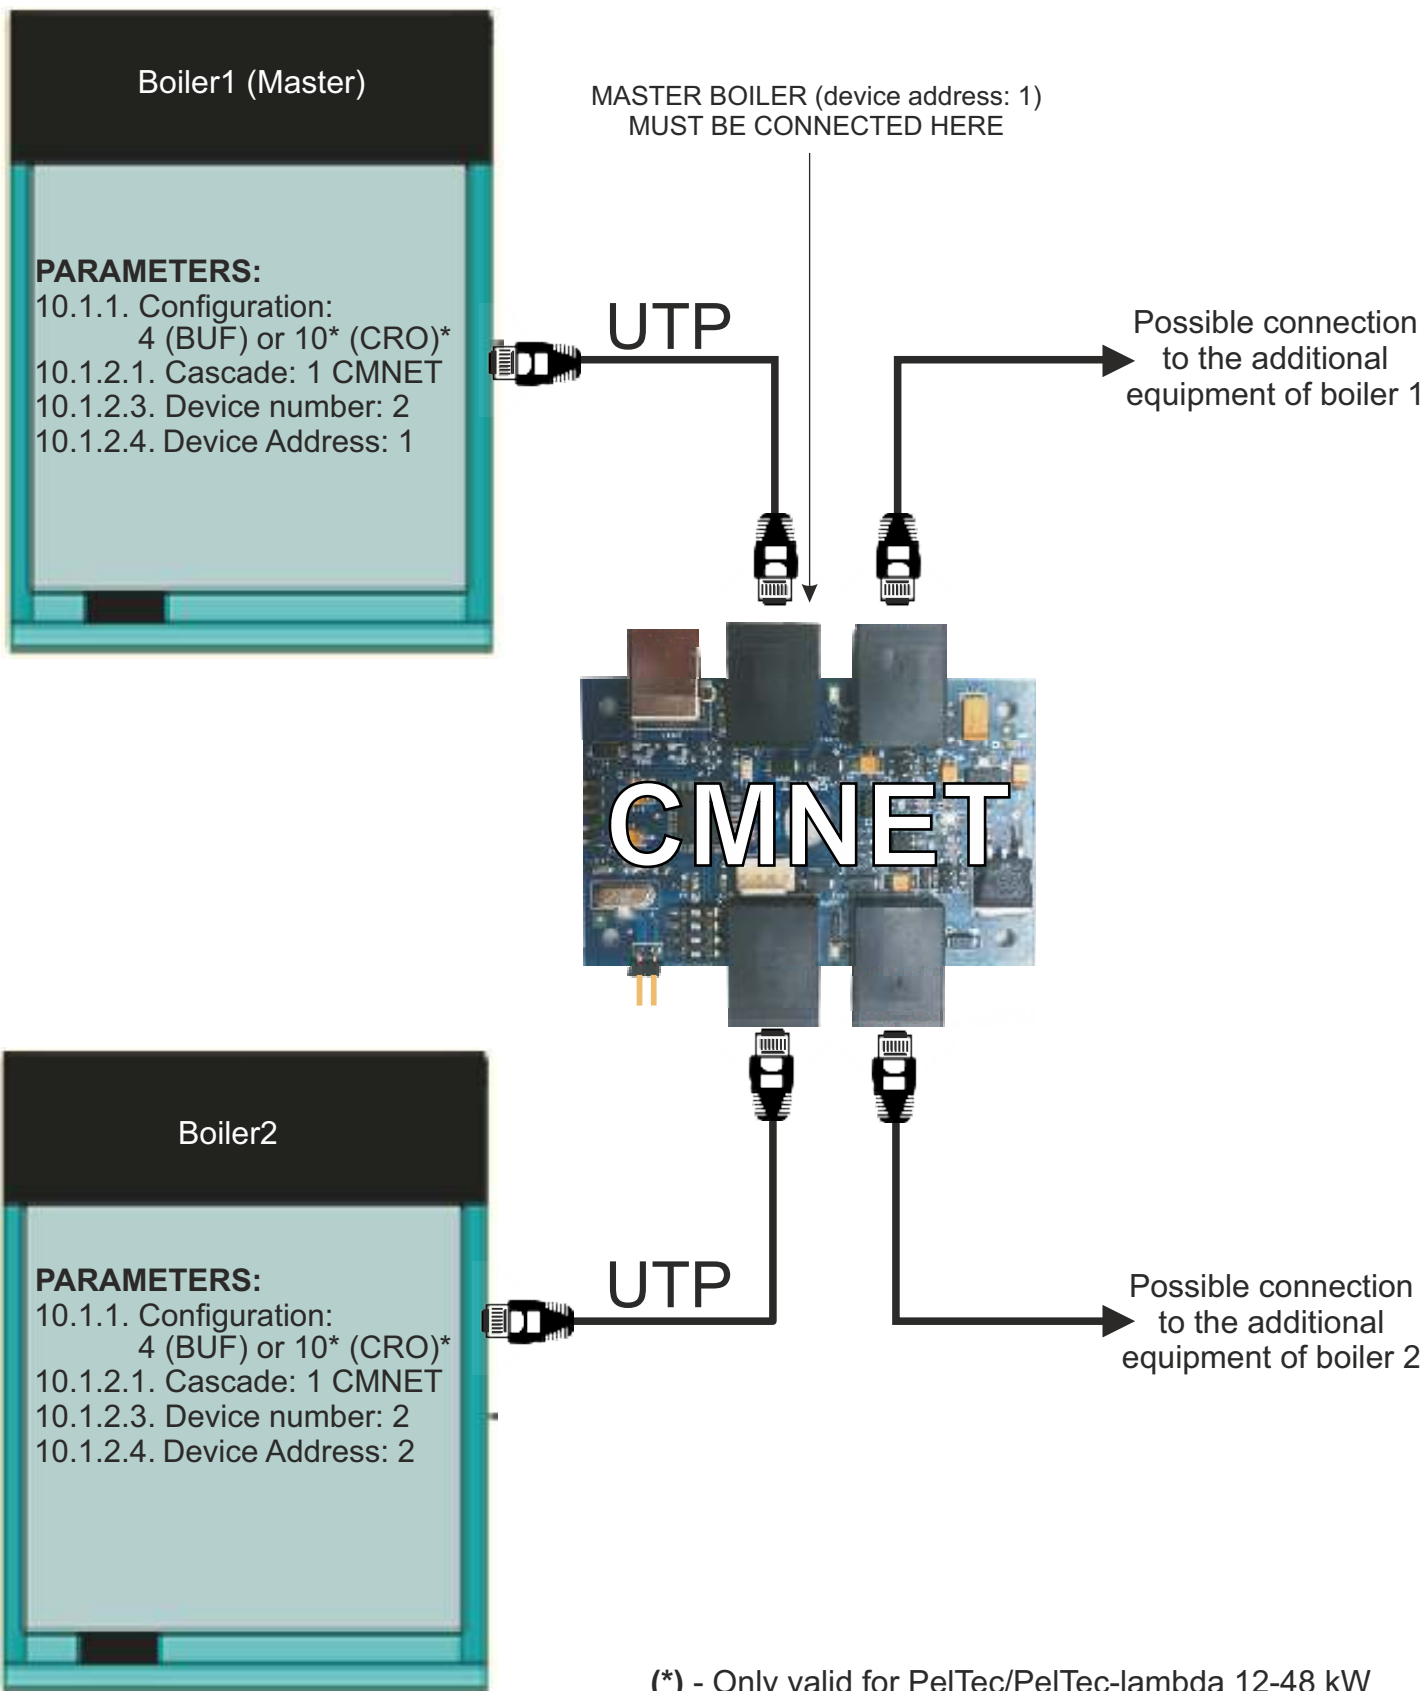 Boiler1 (Master)
MASTER BOILER (device address: 1)
MUST BE CONNECTED HERE
PARAMETERS:
10.1.1. Configuration:
4 (BUF) or 10* (CRO)*
10.1.2.1. Cascade: 1 CMNET
10.1.2.3. Device number: 2
10.1.2.4. Device Address: 1
UTP
Possible connection
to the additional
equipment of boiler 1
CMNET
Boiler2
PARAMETERS:
10.1.1. Configuration:
4 (BUF) or 10* (CRO)*
10.1.2.1. Cascade: 1 CMNET
10.1.2.3. Device number: 2
10.1.2.4. Device Address: 2
UTP
Possible connection
to the additional
equipment of boiler 2
(*) - Only valid for PelTec/PelTec-lambda 12-48 kW